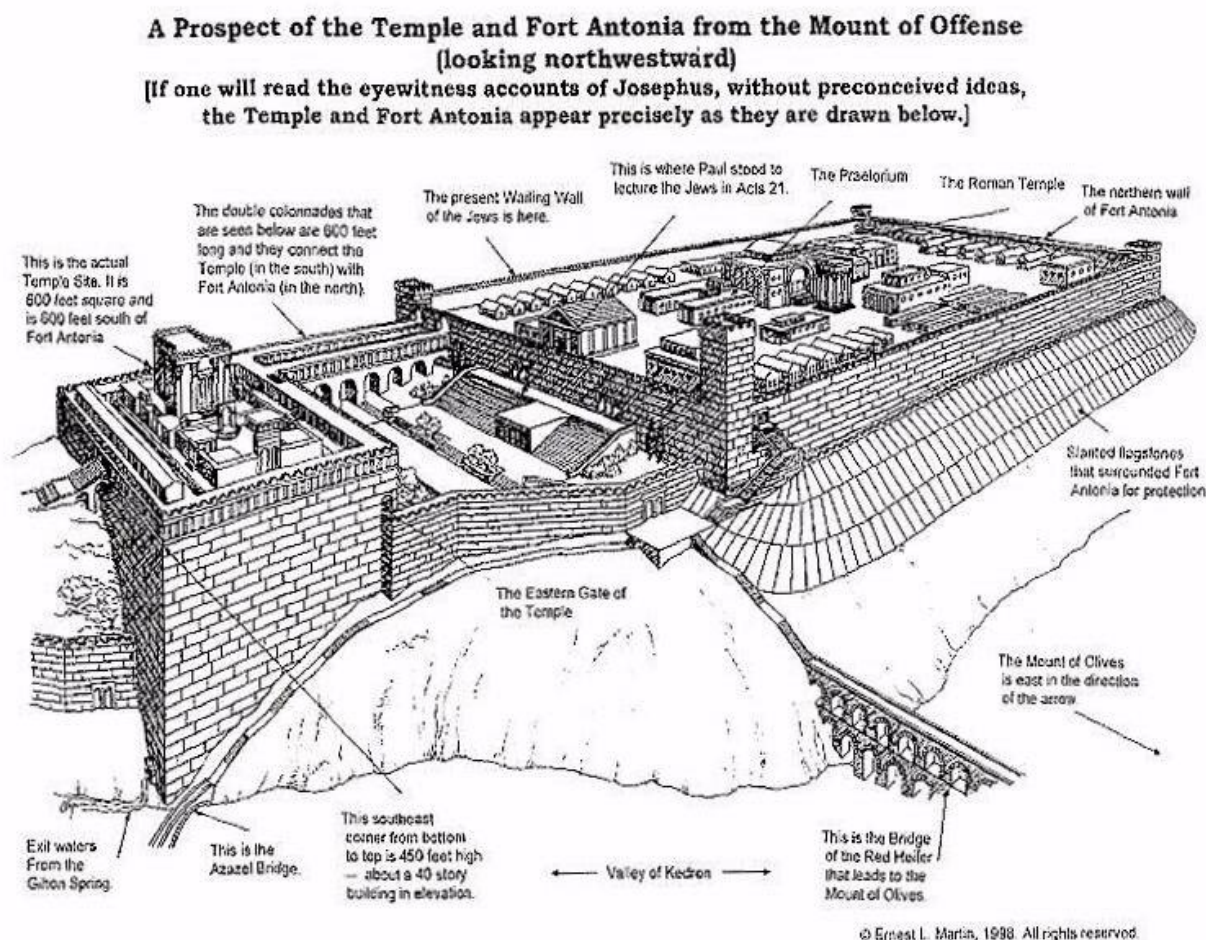 A Prospect of the Temple and Fort Antonia from the Mount of Offense
(looking northwestward)
[If one will read the eyewitness accounts of Josephus, without preconceived ideas,
the Temple and Fort Antonia appear precisely as they are drawn below.]
This is where Paul stood to
lecture the Jews in Acts 21.
The Praelorium
The Roman Temple
The northern wall
of Fort Antonia
The present Wailing Wall
of the Jews is here.
The double colonnades that
are seen below are 600 feet
long and they connect the
Temple (in the south) with
Fort Antonia (in the north).
This is the actual
Temple Site. It is
600 feet square and
is 600 feet south of
Fort Antonia
Slanted flagstones
that surrounded Fort
Antonia for protection
The Eastern Gate of
the Temple
The Mount of Olives
is east in the direction
of the arrow
Exit waters
From the
Gihon Spring.
This is the
Azazel Bridge.
This southeast
corner from bottom
to top is 450 feet high
— about a 40 story
building in elevation.
Valley of Kedron
This is the Bridge
of the Red Heifer
that leads to the
Mount of Olives.
© Ernest L. Martin, 1998. All rights reserved.